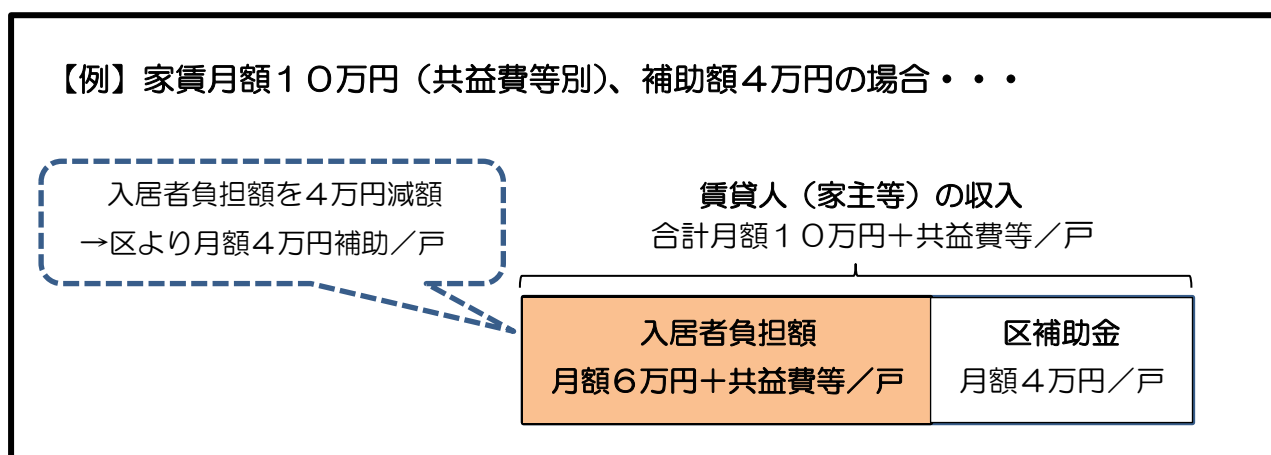 【例】家賃月額１０万円（共益費等別）、補助額４万円の場合・・・
入居者負担額を４万円減額
→区より月額４万円補助／戸
賃貸人（家主等）の収入
合計月額１０万円＋共益費等／戸
入居者負担額
月額６万円＋共益費等／戸
区補助金
月額４万円／戸